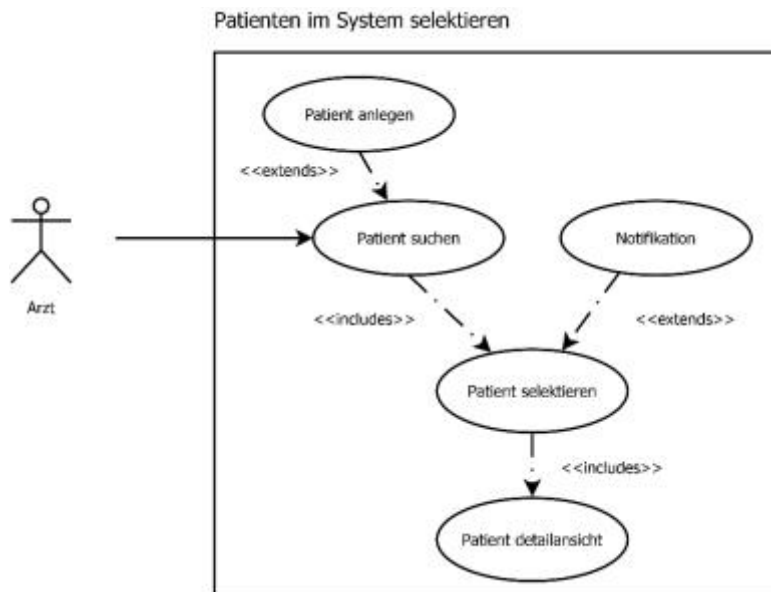 Patienten im System selektieren
Patient anlegen
<<extends>>
Patient suchen
Notifikation
Arzt
<<includes>>
<<extends>>
Patient selektieren
<<includes>>
Patient detailansicht